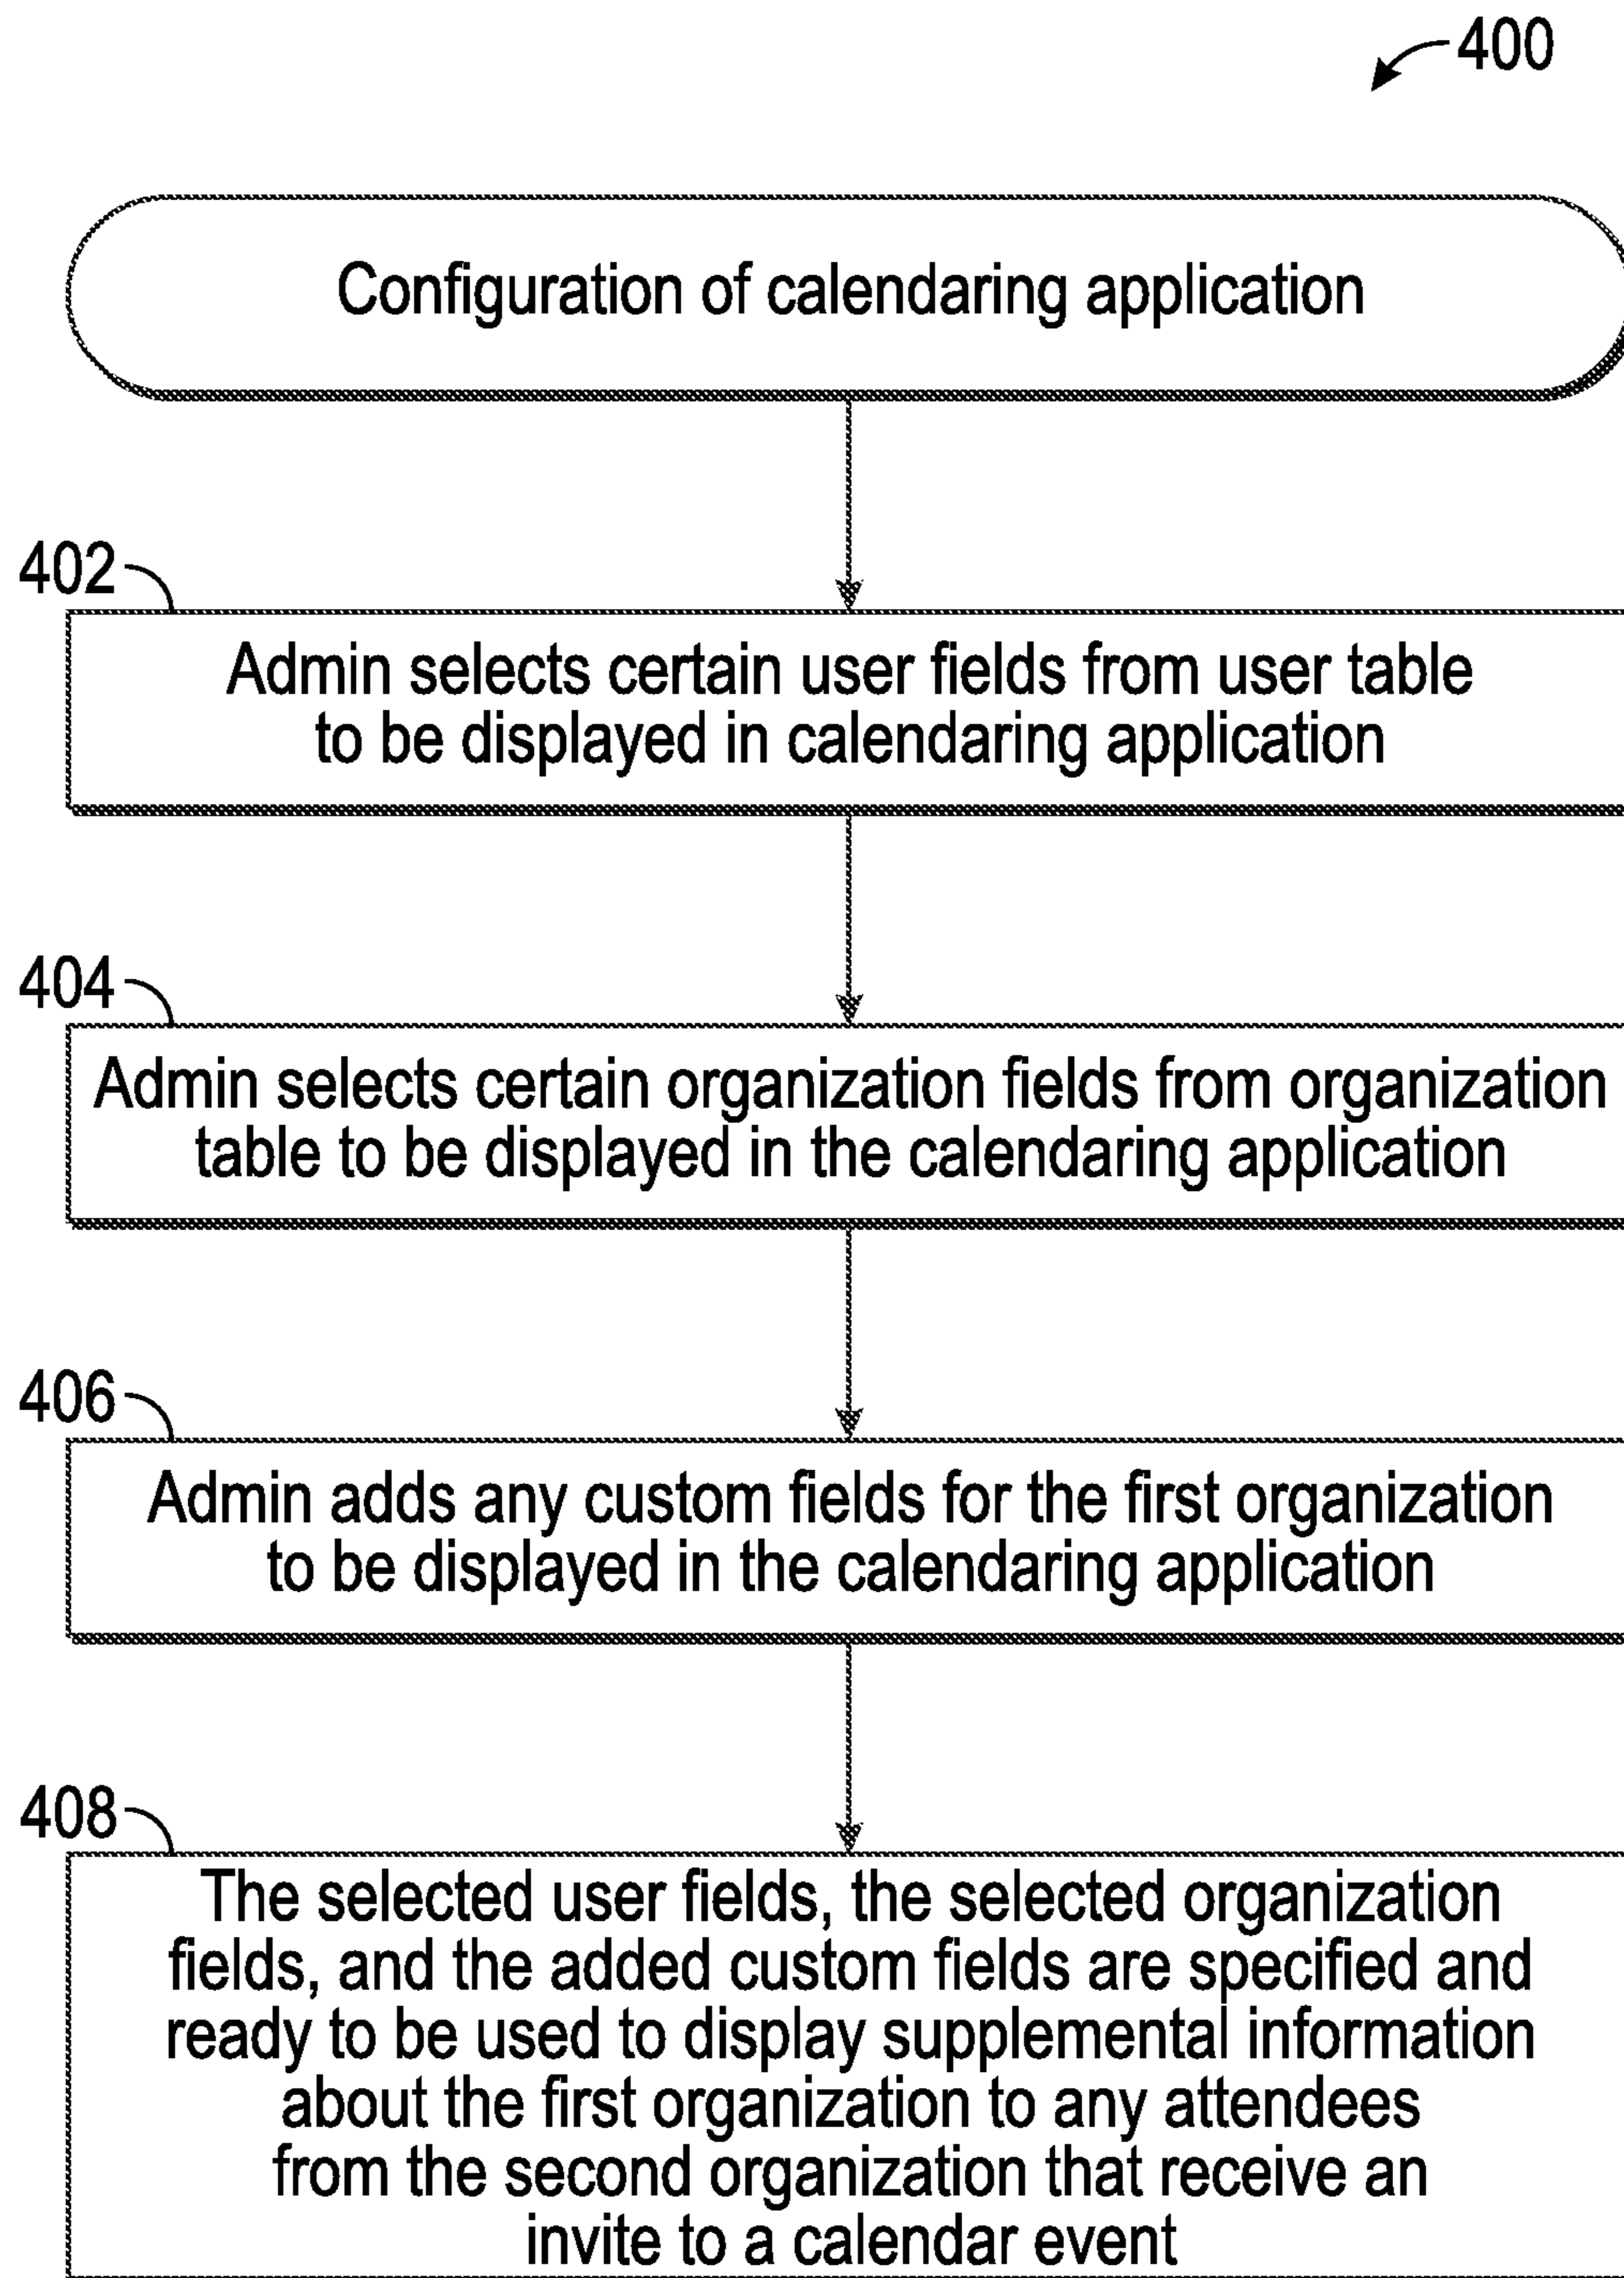 400
Configuration of calendaring application
402
Admin selects certain user fields from user table
to be displayed in calendaring application
404
Admin selects certain organization fields from organization
table to be displayed in the calendaring application
406
Admin adds any custom fields for the first organization
to be displayed in the calendaring application
408
The selected user fields, the selected organization
fields, and the added custom fields are specified and
ready to be used to display supplemental information
about the first organization to any attendees
from the second organization that receive an
invite to a calendar event